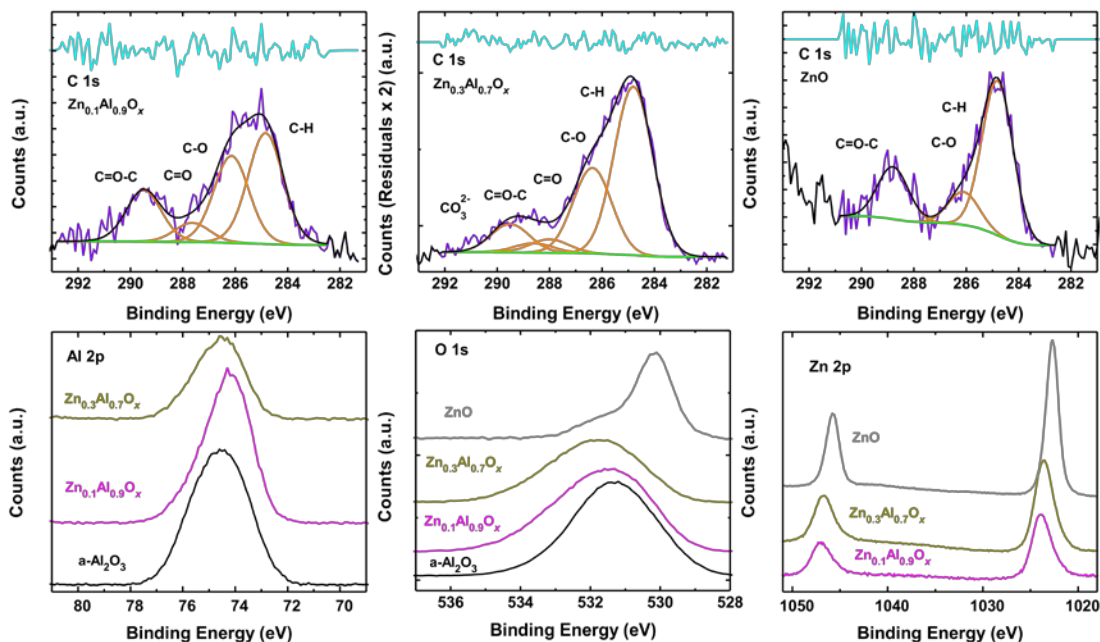 C 1s
Zn0.1Al0.9Ox
C=O-C
C=O
C-O
C-H
Counts (a.u.)
292 290 288 286 284 282
Binding Energy (eV)
C 1s
Zn0.3Al0.7Ox
CO3 2-
C=O-C
C=O
C-O
C-H
Counts (Residuals x 2) (a.u.)
292 290 288 286 284 282
Binding Energy (eV)
C 1s
ZnO
C=O-C
C-O
C-H
Counts (a.u.)
292 290 288 286 284 282
Binding Energy (eV)
Al 2p
Zn0.3Al0.7Ox
Zn0.1Al0.9Ox
a-Al2O3
Counts (a.u.)
80 78 76 74 72 70
Binding Energy (eV)
O 1s
ZnO
Zn0.3Al0.7Ox
Zn0.1Al0.9Ox
a-Al2O3
Counts (a.u.)
536 534 532 530 528
Binding Energy (eV)
Zn 2p
ZnO
Zn0.3Al0.7Ox
Zn0.1Al0.9Ox
Counts (a.u.)
1050 1040 1030 1020
Binding Energy (eV)